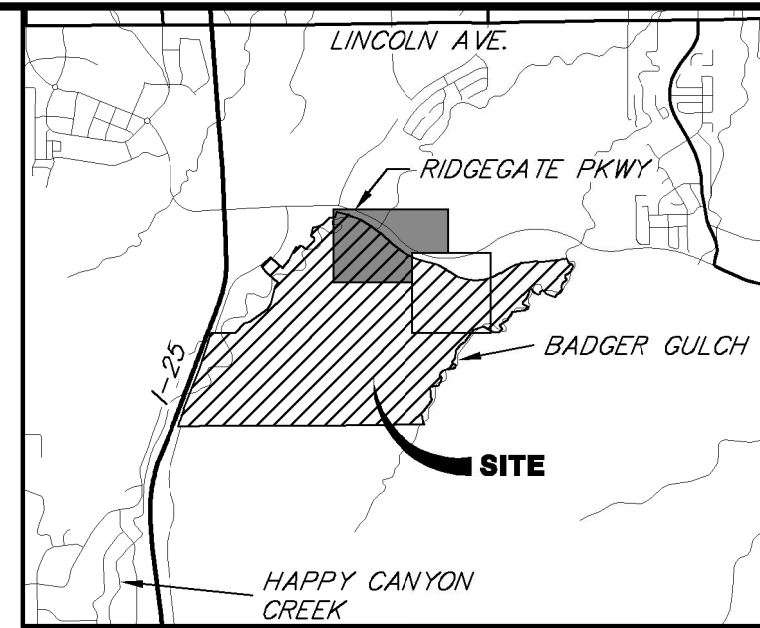 LINCOLN AVE.
RIDGEGATE PKWY
I-25
BADGER GULCH
SITE
HAPPY CANYON
CREEK